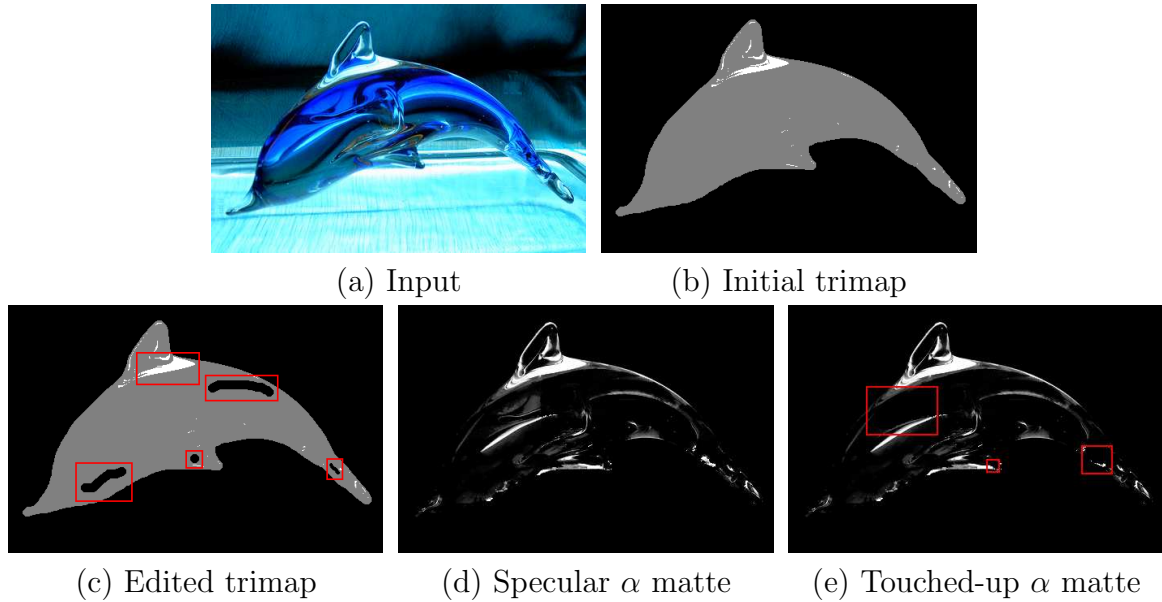 (a) Input
(b) Initial trimap
(c) Edited trimap
(d) Specular α matte
(e) Touched-up α matte